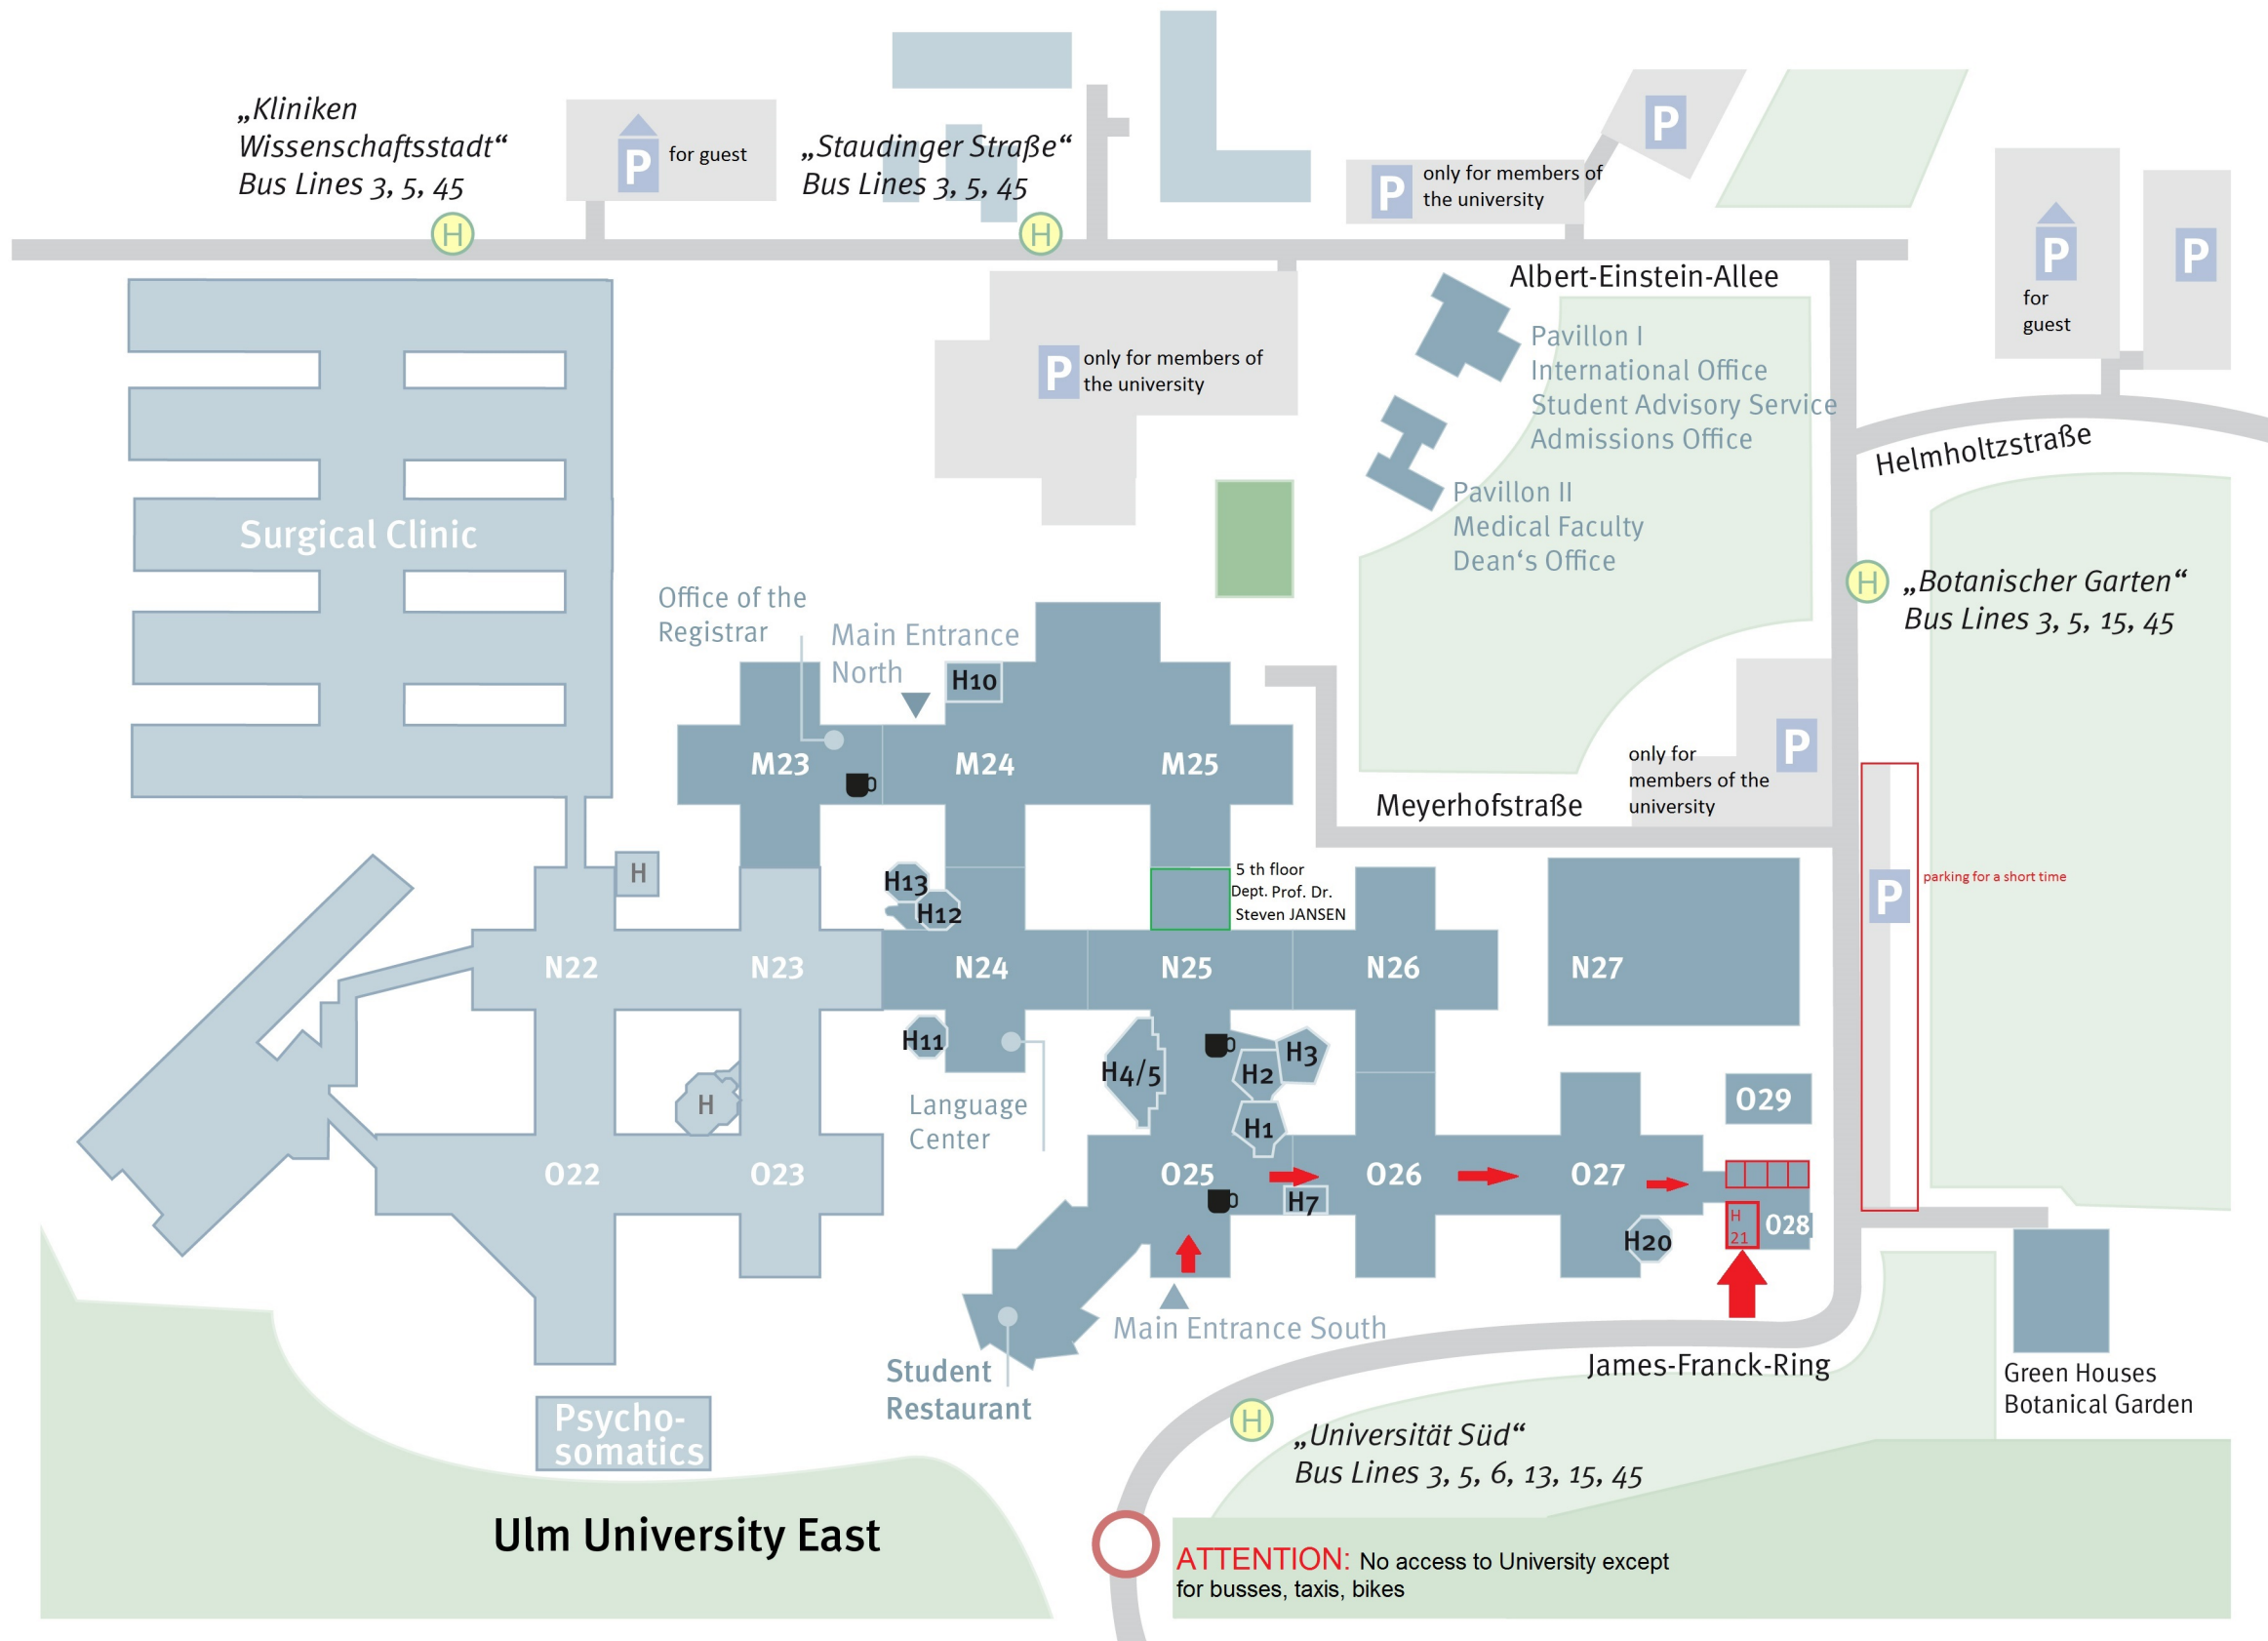 „Kliniken
Wissenschaftsstadt“
Bus Lines 3, 5, 45
H
P
for guest
„Staudinger Straße“
Bus Lines 3, 5, 45
H
P
only for members of
the university
P
P
for
guest
P
Albert-Einstein-Allee
P
only for members of
the university
Pavillon I
International Office
Student Advisory Service
Admissions Office
Pavillon II
Medical Faculty
Dean‘s Office
Helmholtzstraße
Surgical Clinic
H
„Botanischer Garten“
Bus Lines 3, 5, 15, 45
Office of the
Registrar
Main Entrance
North
H10
M23
M24
M25
only for
members of the
university
P
Meyerhofstraße
H
H13
H12
5 th floor
Dept. Prof. Dr.
Steven JANSEN
P
parking for a short time
N22
N23
N24
N25
N26
N27
H11
H4/5
H2
H3
H1
H
Language
Center
O29
O22
O23
O25
O26
O27
H7
H20
H
21
O28
Main Entrance South
Student
Restaurant
James-Franck-Ring
Green Houses
Botanical Garden
Psycho-
somatics
H
„Universität Süd“
Bus Lines 3, 5, 6, 13, 15, 45
Ulm University East
ATTENTION: No access to University except
for busses, taxis, bikes